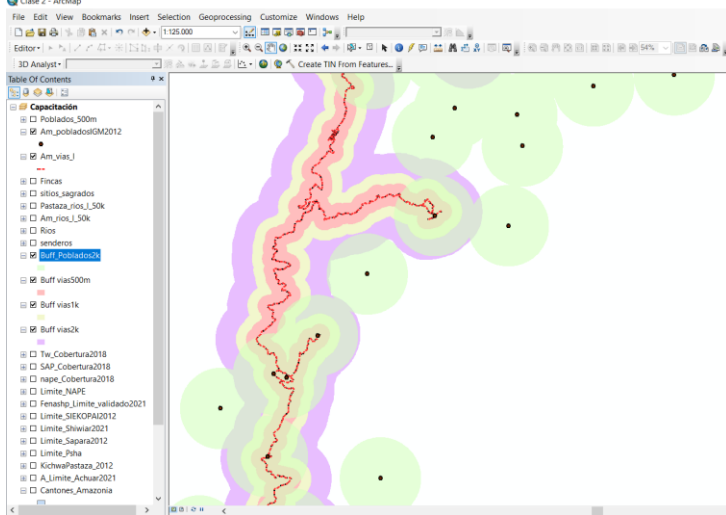 Clase 2 - ArcMap
File Edit View Bookmarks Insert Selection Geoprocessing Customize Windows Help
1:125.000
Editor
54%
3D Analyst
Create TIN From Features...
Table Of Contents
Capacitación
Poblados_500m
Am_pobladosIGM2012
Am_vias_l
Fincas
sitios_sagrados
Pastaza_rios_l_50k
Am_rios_l_50k
Rios
senderos
Buff_Poblados2k
Buff vias500m
Buff vias1k
Buff vias2k
Tw_Cobertura2018
SAP_Cobertura2018
nape_Cobertura2018
Limite_NAPE
Fenashp_Limite_validado2021
Limite_SIEKOPAI2012
Limite_Shiwiar2021
Limite_Sapara2012
Limite_Psha
KichwaPastaza_2012
A_Limite_Achuar2021
Cantones_Amazonia